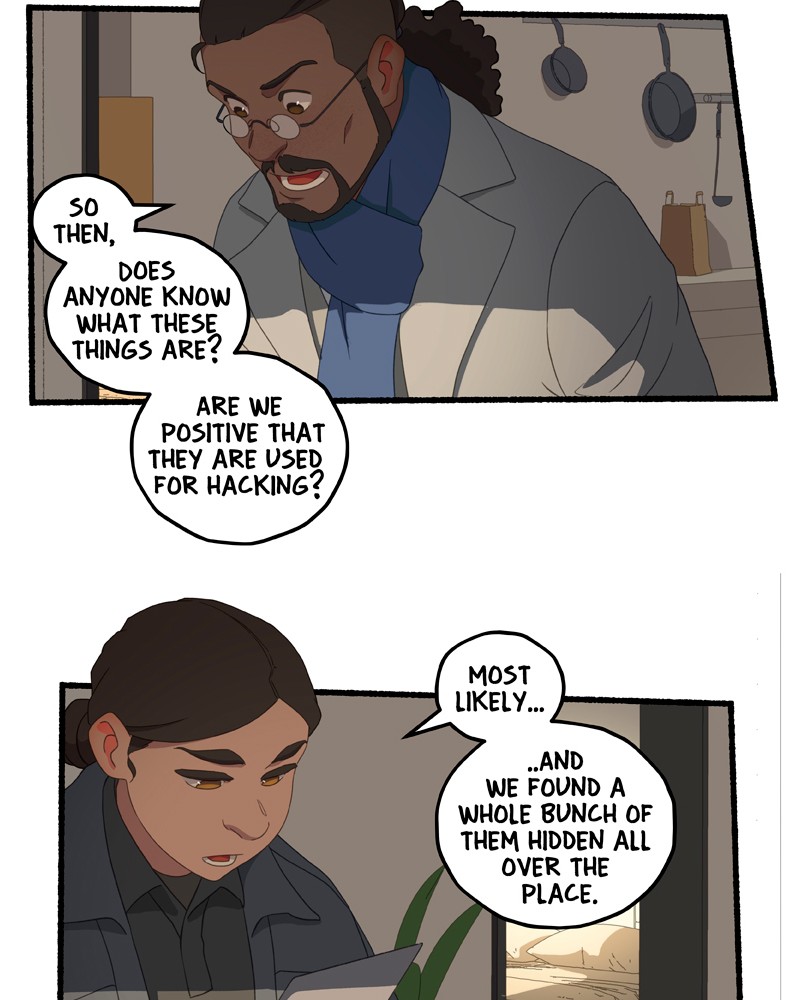 SO
THEN,
DOES
ANYONE KNOW
WHAT THESE
THINGS ARE?
ARE WE
POSITIVE THAT
THEY ARE USED
FOR HACKING?
MOST
LIKELY...
..AND
WE FOUND A
WHOLE BUNCH OF
THEM HIDDEN ALL
OVER THE
PLACE.